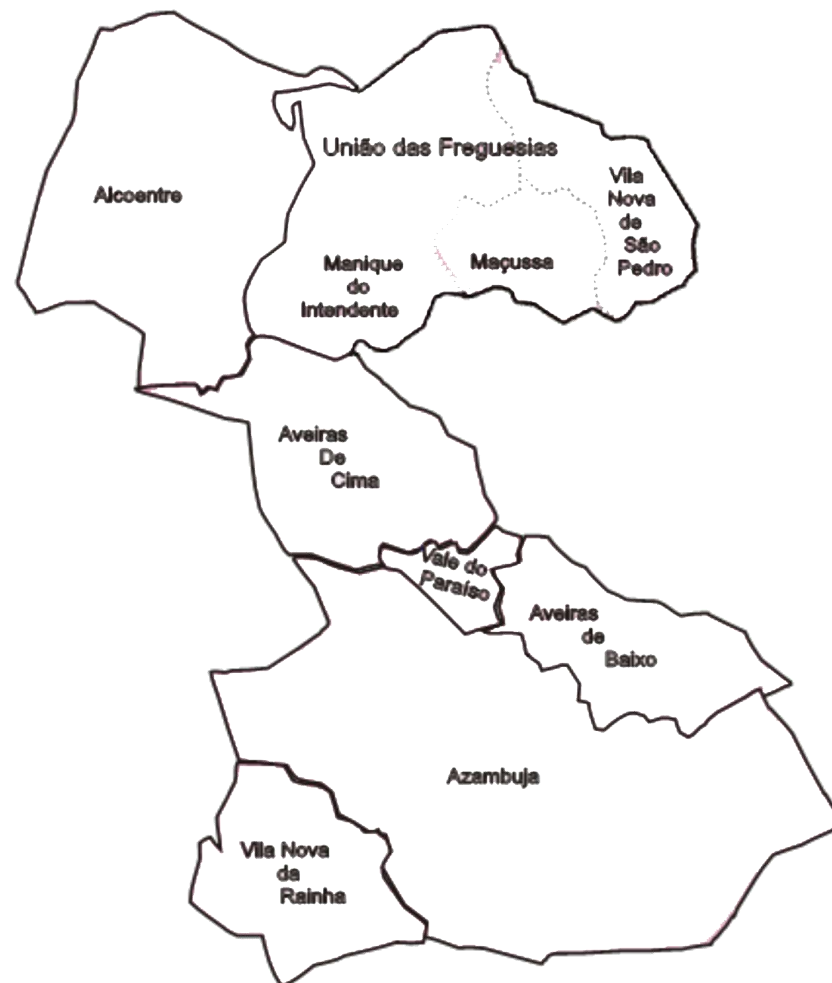 União das Freguesias
Alcoentre
Vila
Nova
de
São
Pedro
Manique
do
Intendente
Maçussa
Aveiras
De
Cima
Vale do
Paraíso
Aveiras
de
Baixo
Azambuja
Vila Nova
da
Rainha